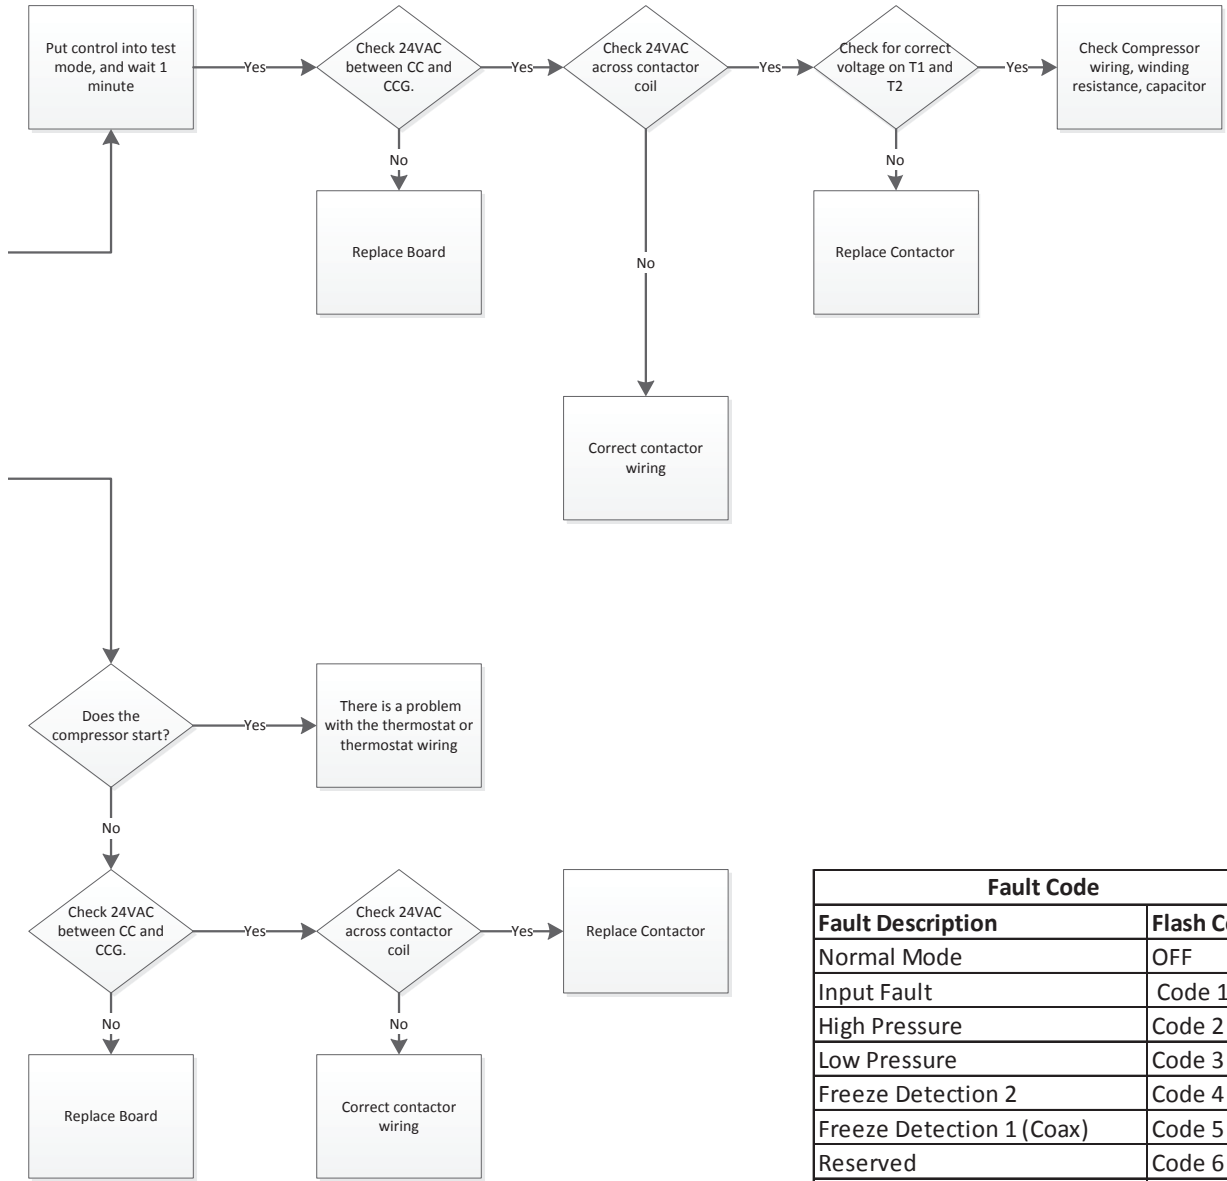 Put control into test
mode, and wait 1
minute
Yes
Check 24VAC
between CC and
CCG.
Yes
Check 24VAC
across contactor
coil
Yes
Check for correct
voltage on T1 and
T2
Yes
Check Compressor
wiring, winding
resistance, capacitor
No
Replace Board
No
Correct contactor
wiring
No
Replace Contactor
Does the
compressor start?
Yes
There is a problem
with the thermostat or
thermostat wiring
No
Check 24VAC
between CC and
CCG.
Yes
Check 24VAC
across contactor
coil
Yes
Replace Contactor
No
Replace Board
No
Correct contactor
wiring
Fault Code
Fault Description Flash
Normal Mode OFF
Input Fault Code 1
High Pressure Code 2
Low Pressure Code 3
Freeze Detection 2 Code 4
Freeze Detection 1 (Coax) Code 5
Reserved Code 6